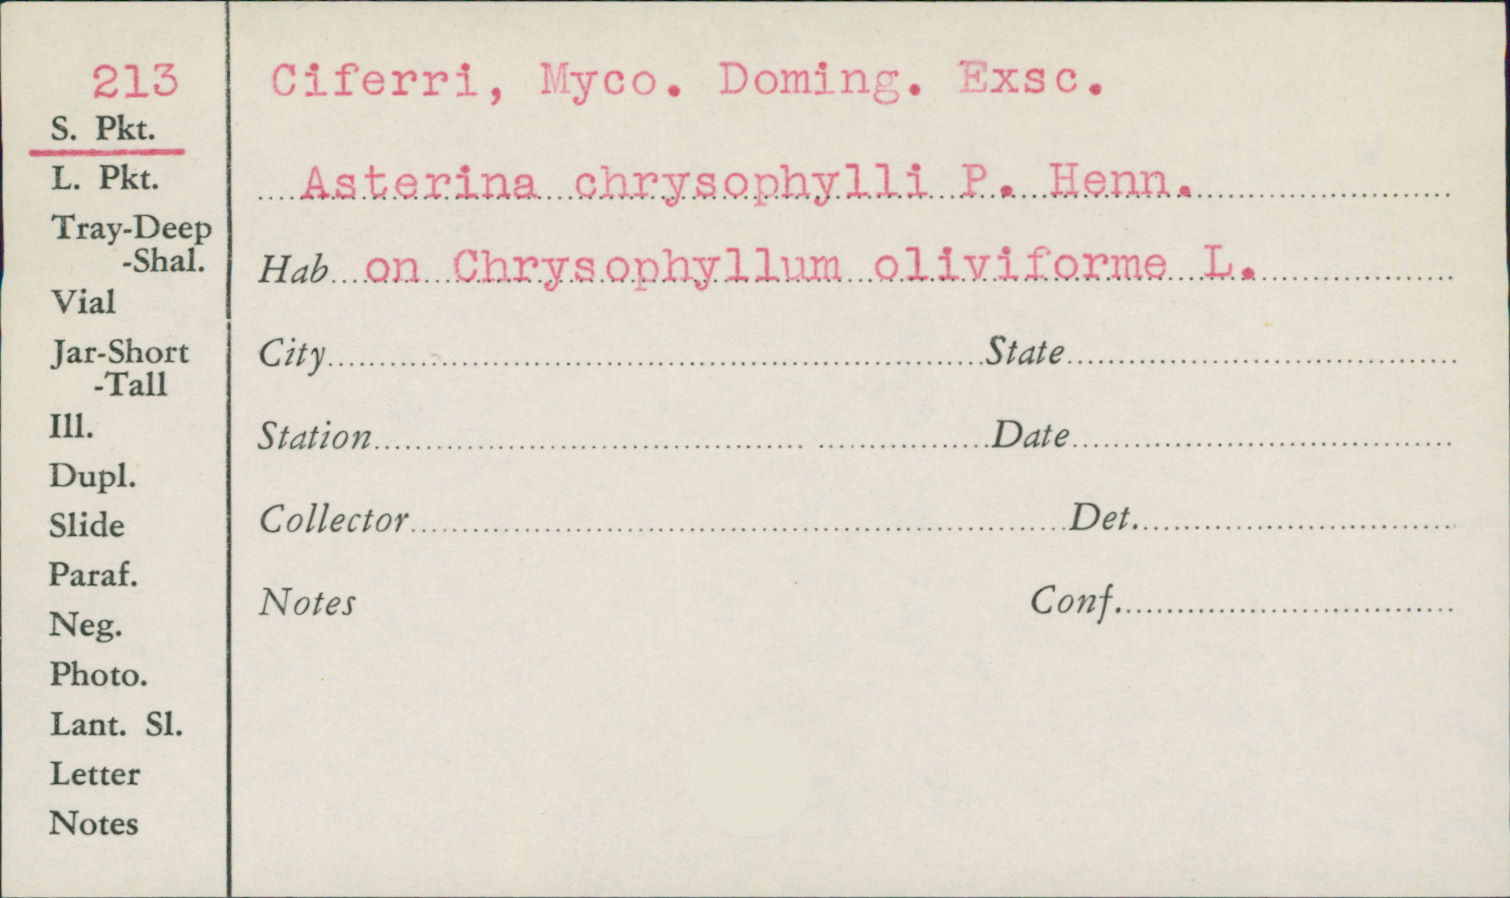 213
S. Pkt.
L. Pkt.
Tray-Deep
-Shal.
Vial
Jar-Short
-Tall
Ill.
Dupl.
Slide
Paraf.
Neg.
Photo.
Lant. Sl.
Letter
Notes
Ciferri, Myco. Doming. Exsc.
Asterina chrysophylli P. Henn.
Hab on Chrysophyllum oliviforme L.
City State
Station Date
Collector Det.
Notes Conf.